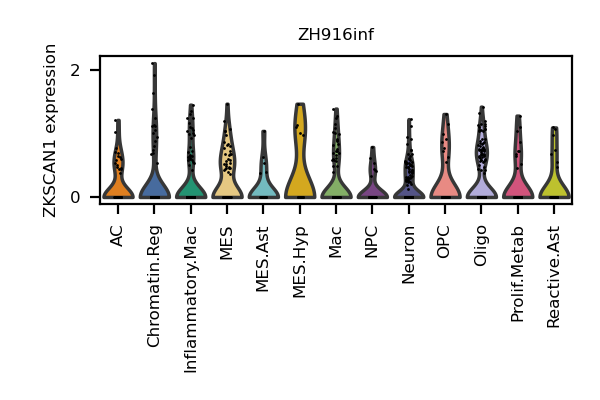 ZH916inf
ZKSCAN1 expression
2
0
AC
Chromatin.Reg
Inflammatory.Mac
MES
MES.Ast
MES.Hyp
Mac
NPC
Neuron
OPC
Oligo
Prolif.Metab
Reactive.Ast